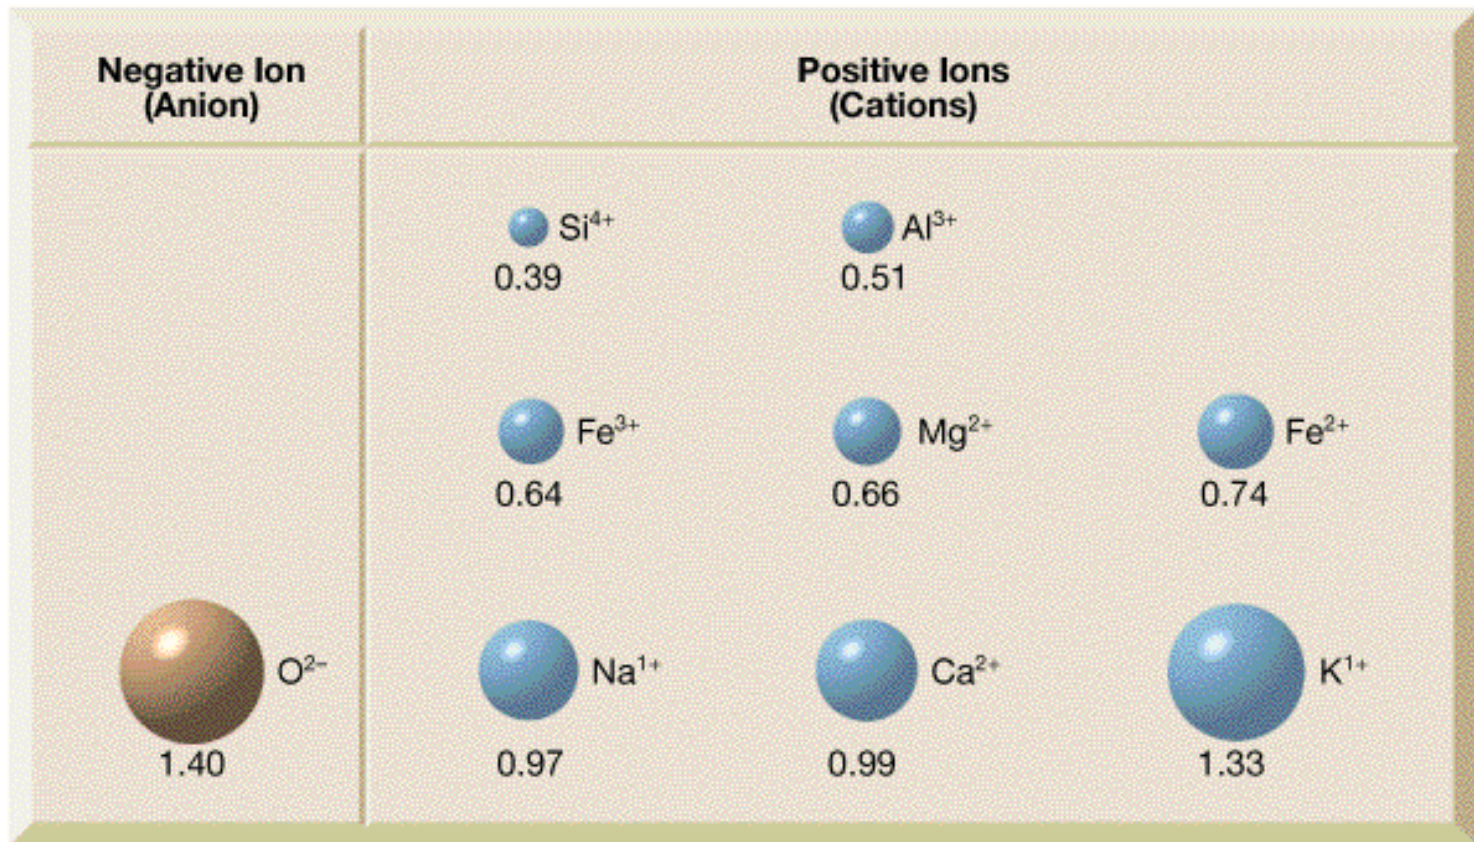 Negative Ion
(Anion)
Positive Ions
(Cations)
Si⁴⁺
Al³⁺
0.39
0.51
Fe³⁺
Mg²⁺
Fe²⁺
0.64
0.66
0.74
O²⁻
Na¹⁺
Ca²⁺
K¹⁺
1.40
0.97
0.99
1.33